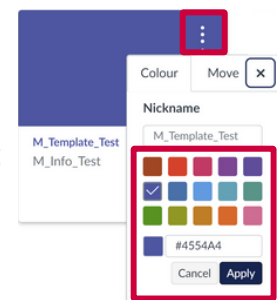 Colour Move
Nickname
M_Template_Test
M_Template_Test
M_Info_Test
#4554A4
Cancel Apply